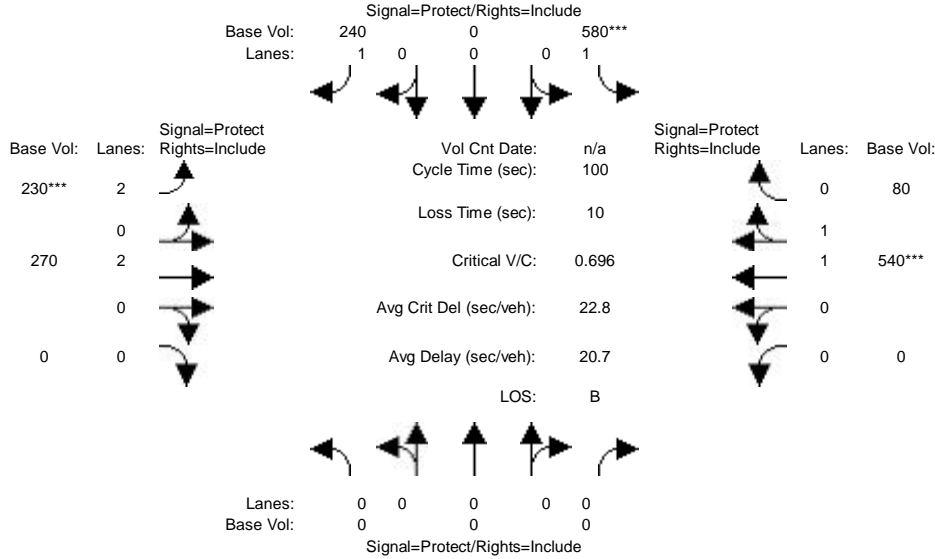 Signal=Protect/Rights=Include
Base Vol: 240 0 580***
Lanes: 1 0 0 0 1
Signal=Protect Signal=Protect
Base Vol: Lanes: Rights=Include Vol Cnt Date: n/a Rights=Include Lanes: Base Vol:
Cycle Time (sec): 100
230*** 2 0 80
Loss Time (sec): 10
0 1
270 2 Critical V/C: 0.696 1 540***
0 Avg Crit Del (sec/veh): 22.8 0
0 0 Avg Delay (sec/veh): 20.7 0 0
LOS: B
Lanes: 0 0 0 0 0
Base Vol: 0 0 0
Signal=Protect/Rights=Include